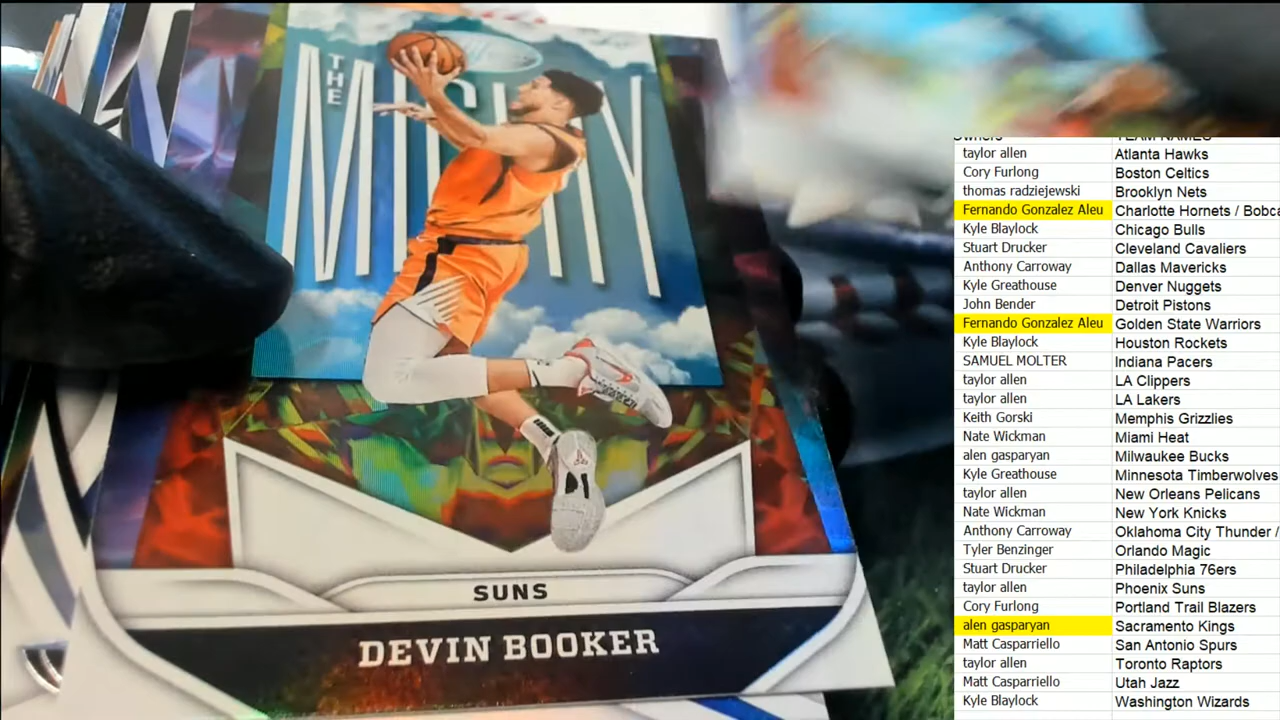 THE
MIGHTY
SUNS
DEVIN BOOKER
Owners TEAM NAMES
taylor allen Atlanta Hawks
Cory Furlong Boston Celtics
thomas radziejewski Brooklyn Nets
Fernando Gonzalez Aleu Charlotte Hornets / Bobca
Kyle Blaylock Chicago Bulls
Stuart Drucker Cleveland Cavaliers
Anthony Carroway Dallas Mavericks
Kyle Greathouse Denver Nuggets
John Bender Detroit Pistons
Fernando Gonzalez Aleu Golden State Warriors
Kyle Blaylock Houston Rockets
SAMUEL MOLTER Indiana Pacers
taylor allen LA Clippers
taylor allen LA Lakers
Keith Gorski Memphis Grizzlies
Nate Wickman Miami Heat
alen gasparyan Milwaukee Bucks
Kyle Greathouse Minnesota Timberwolves
taylor allen New Orleans Pelicans
Nate Wickman New York Knicks
Anthony Carroway Oklahoma City Thunder /
Tyler Benzinger Orlando Magic
Stuart Drucker Philadelphia 76ers
taylor allen Phoenix Suns
Cory Furlong Portland Trail Blazers
alen gasparyan Sacramento Kings
Matt Casparriello San Antonio Spurs
taylor allen Toronto Raptors
Matt Casparriello Utah Jazz
Kyle Blaylock Washington Wizards